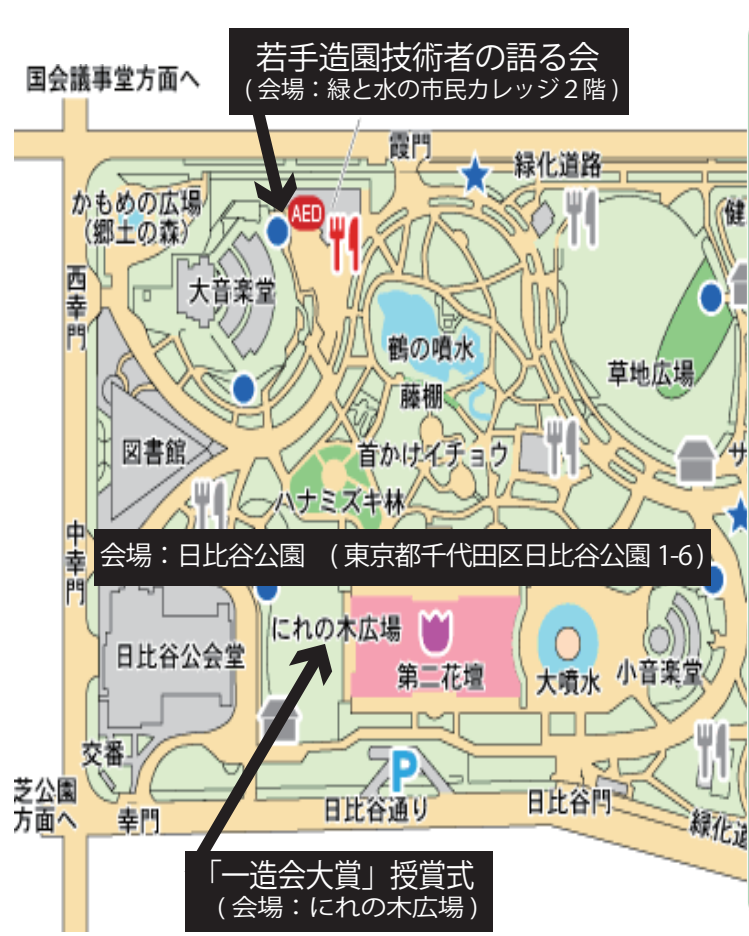 若手造園技術者の語る会
(会場：緑と水の市民カレッジ２階)
国会議事堂方面へ
霞門
緑化道路
かもめの広場
(郷土の森)
AED
健
西幸門
大音楽堂
鶴の噴水
草地広場
藤棚
図書館
首かけイチョウ
サ
ハナミズキ林
中幸門
会場：日比谷公園　(東京都千代田区日比谷公園 1-6)
にれの木広場
日比谷公会堂
第二花壇
大噴水
小音楽堂
交番
P
芝公園
方面へ
幸門
日比谷通り
日比谷門
緑化道
「一造会大賞」授賞式
(会場：にれの木広場)